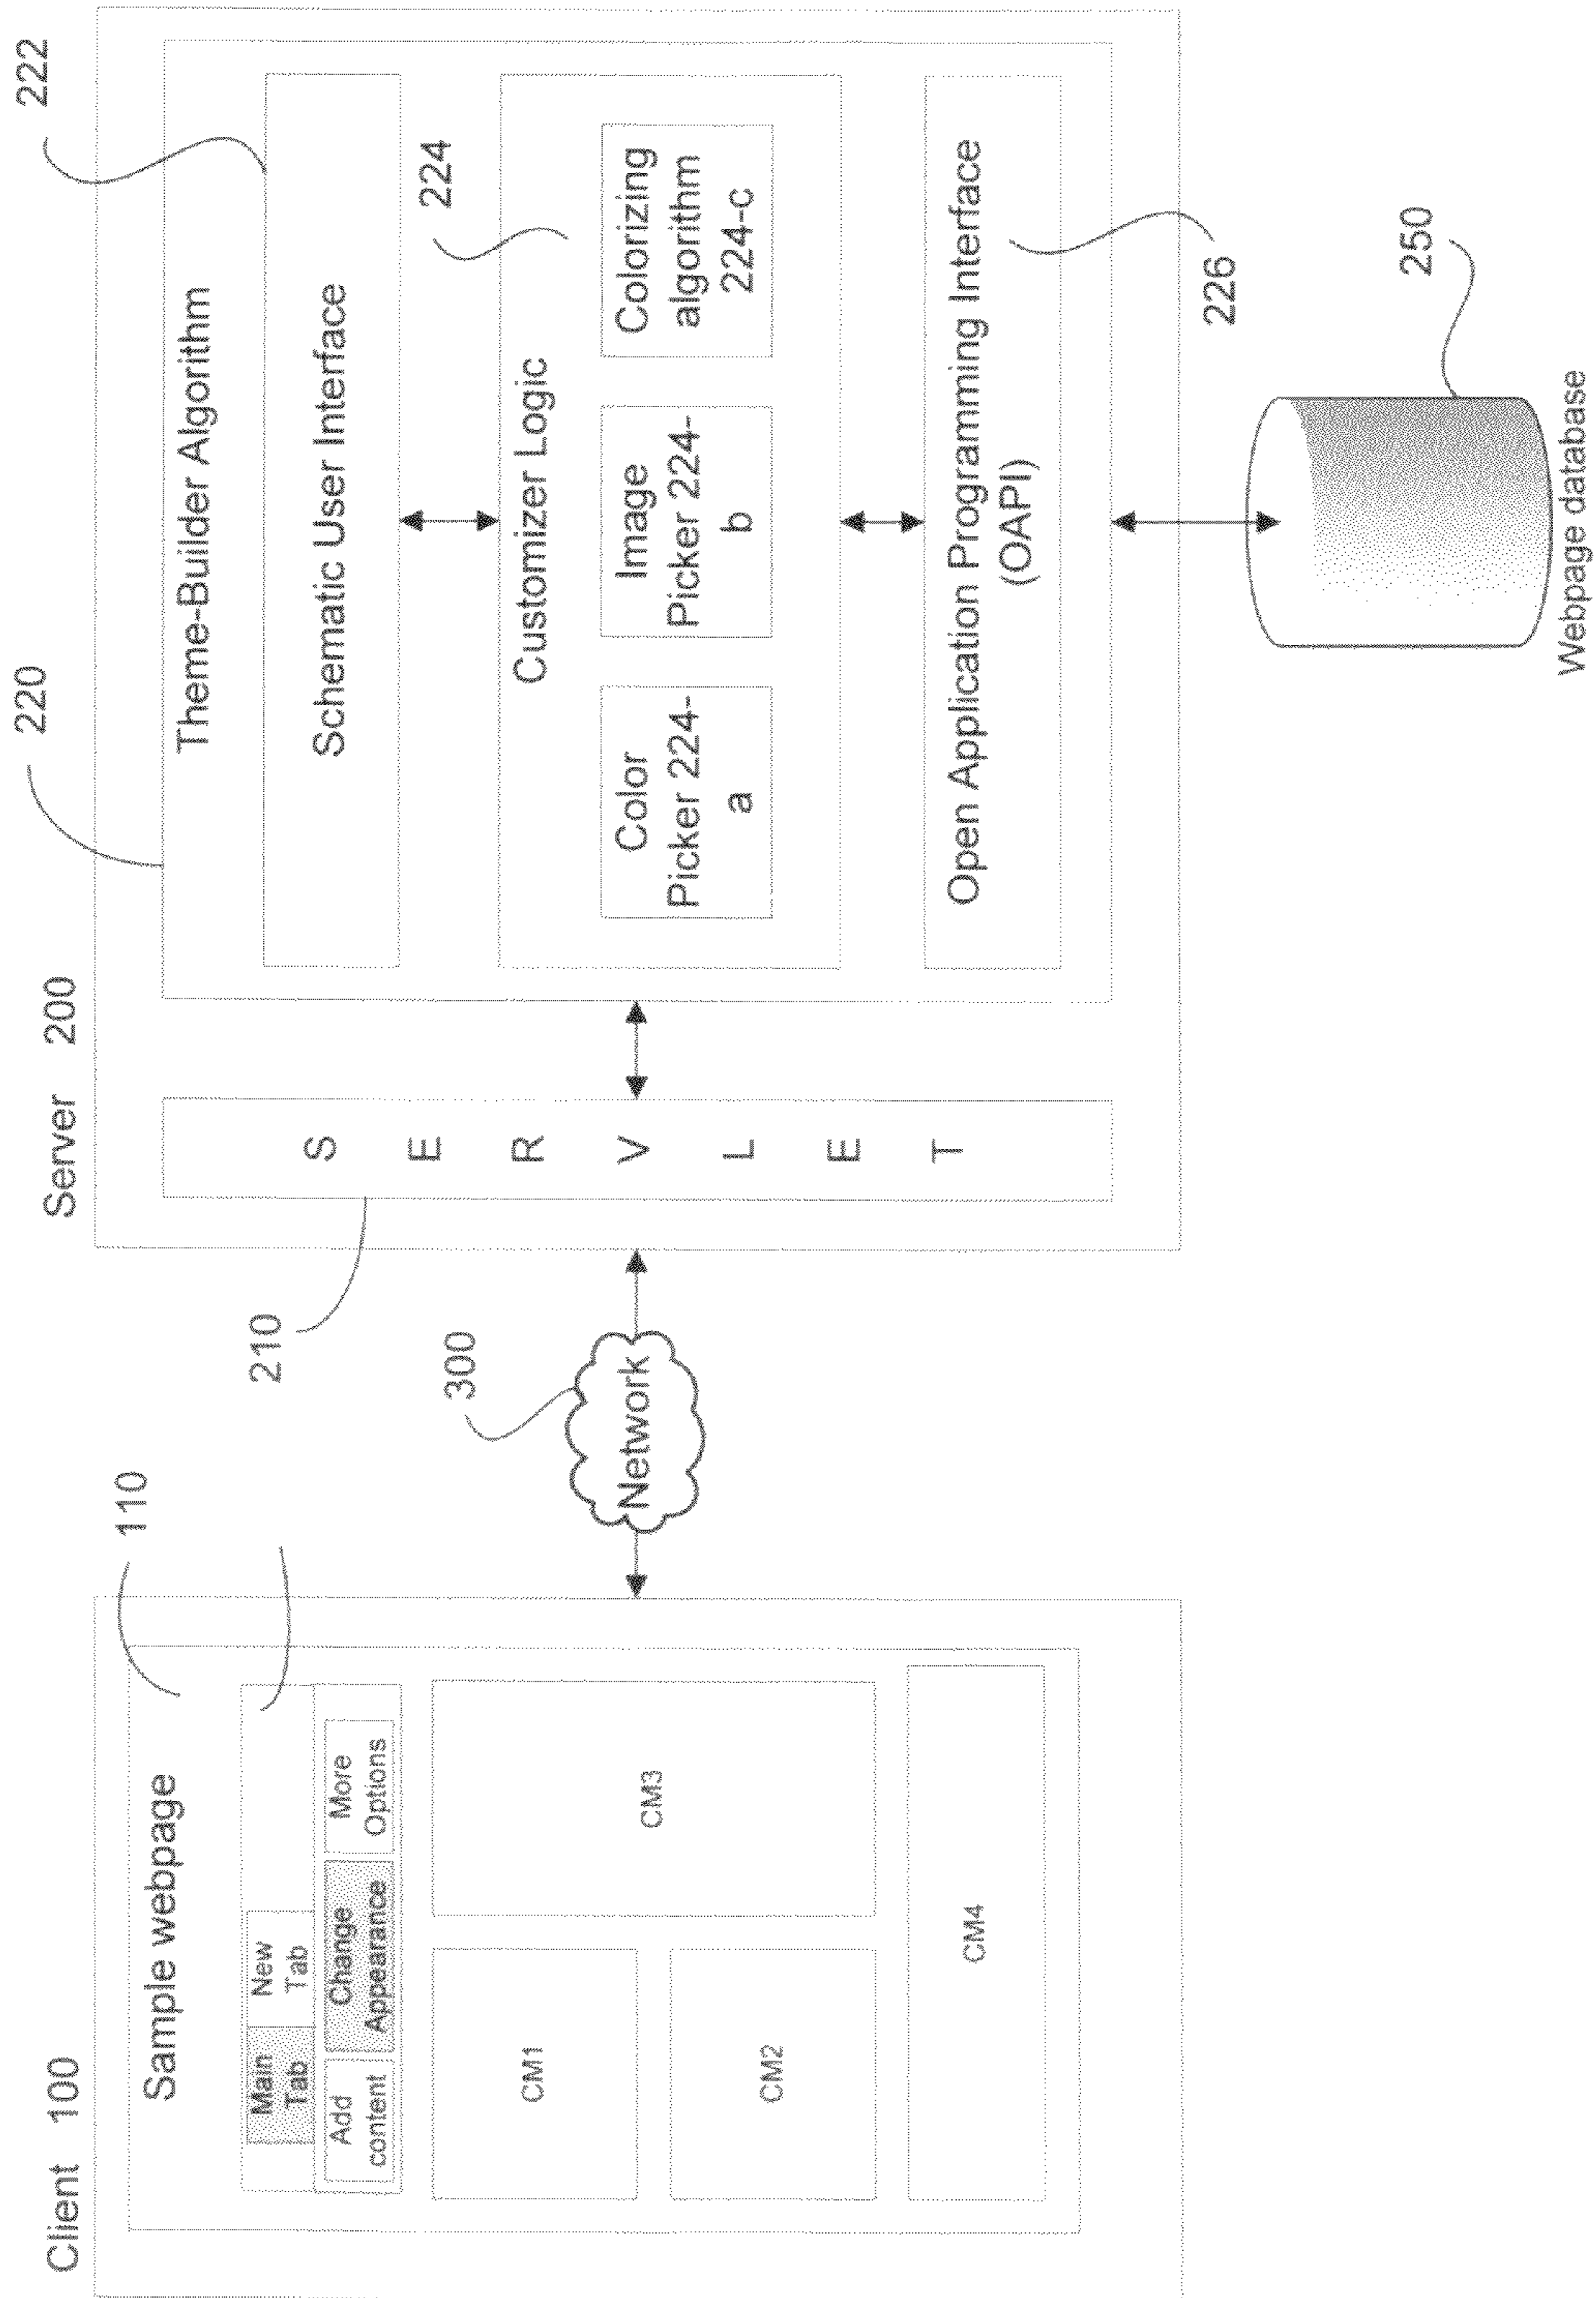 Client 100
Sample webpage
110
Main
Tab
New
Tab
Add
content
Change
Appearance
More
Options
CM1
CM2
CM3
CM4
300
Network
Server 200
210
S
E
R
V
L
E
T
220
Theme-Builder Algorithm
222
Schematic User Interface
224
Customizer Logic
Color
Picker 224-
a
Image
Picker 224-
b
Colorizing
algorithm
224-c
Open Application Programming Interface
(OAPI)
226
250
Webpage database